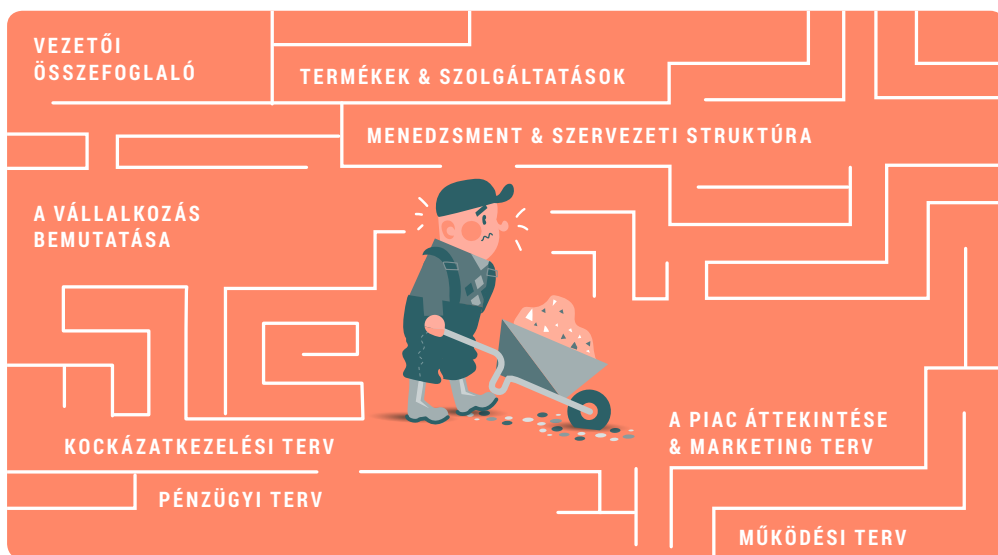 VEZETŐI
ÖSSZEFOGLALÓ
TERMÉKEK & SZOLGÁLTATÁSOK
MENEDZSMENT & SZERVEZETI STRUKTÚRA
A VÁLLALKOZÁS
BEMUTATÁSA
A PIAC ÁTTEKINTÉSE
& MARKETING TERV
KOCKÁZATKEZELÉSI TERV
PÉNZÜGYI TERV
MŰKÖDÉSI TERV